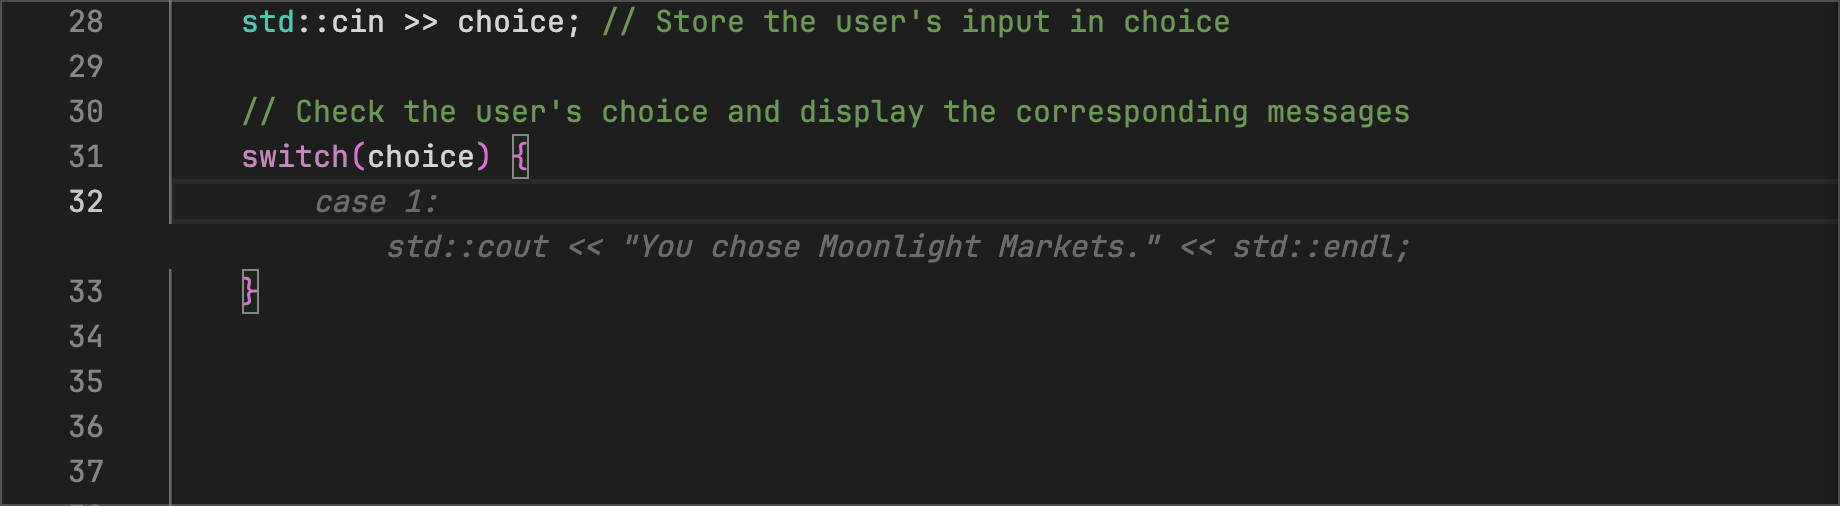 28 std::cin >> choice; // Store the user's input in choice
29
30 // Check the user's choice and display the corresponding messages
31 switch(choice) {
32 case 1:
std::cout << "You chose Moonlight Markets." << std::endl;
33 }
34
35
36
37